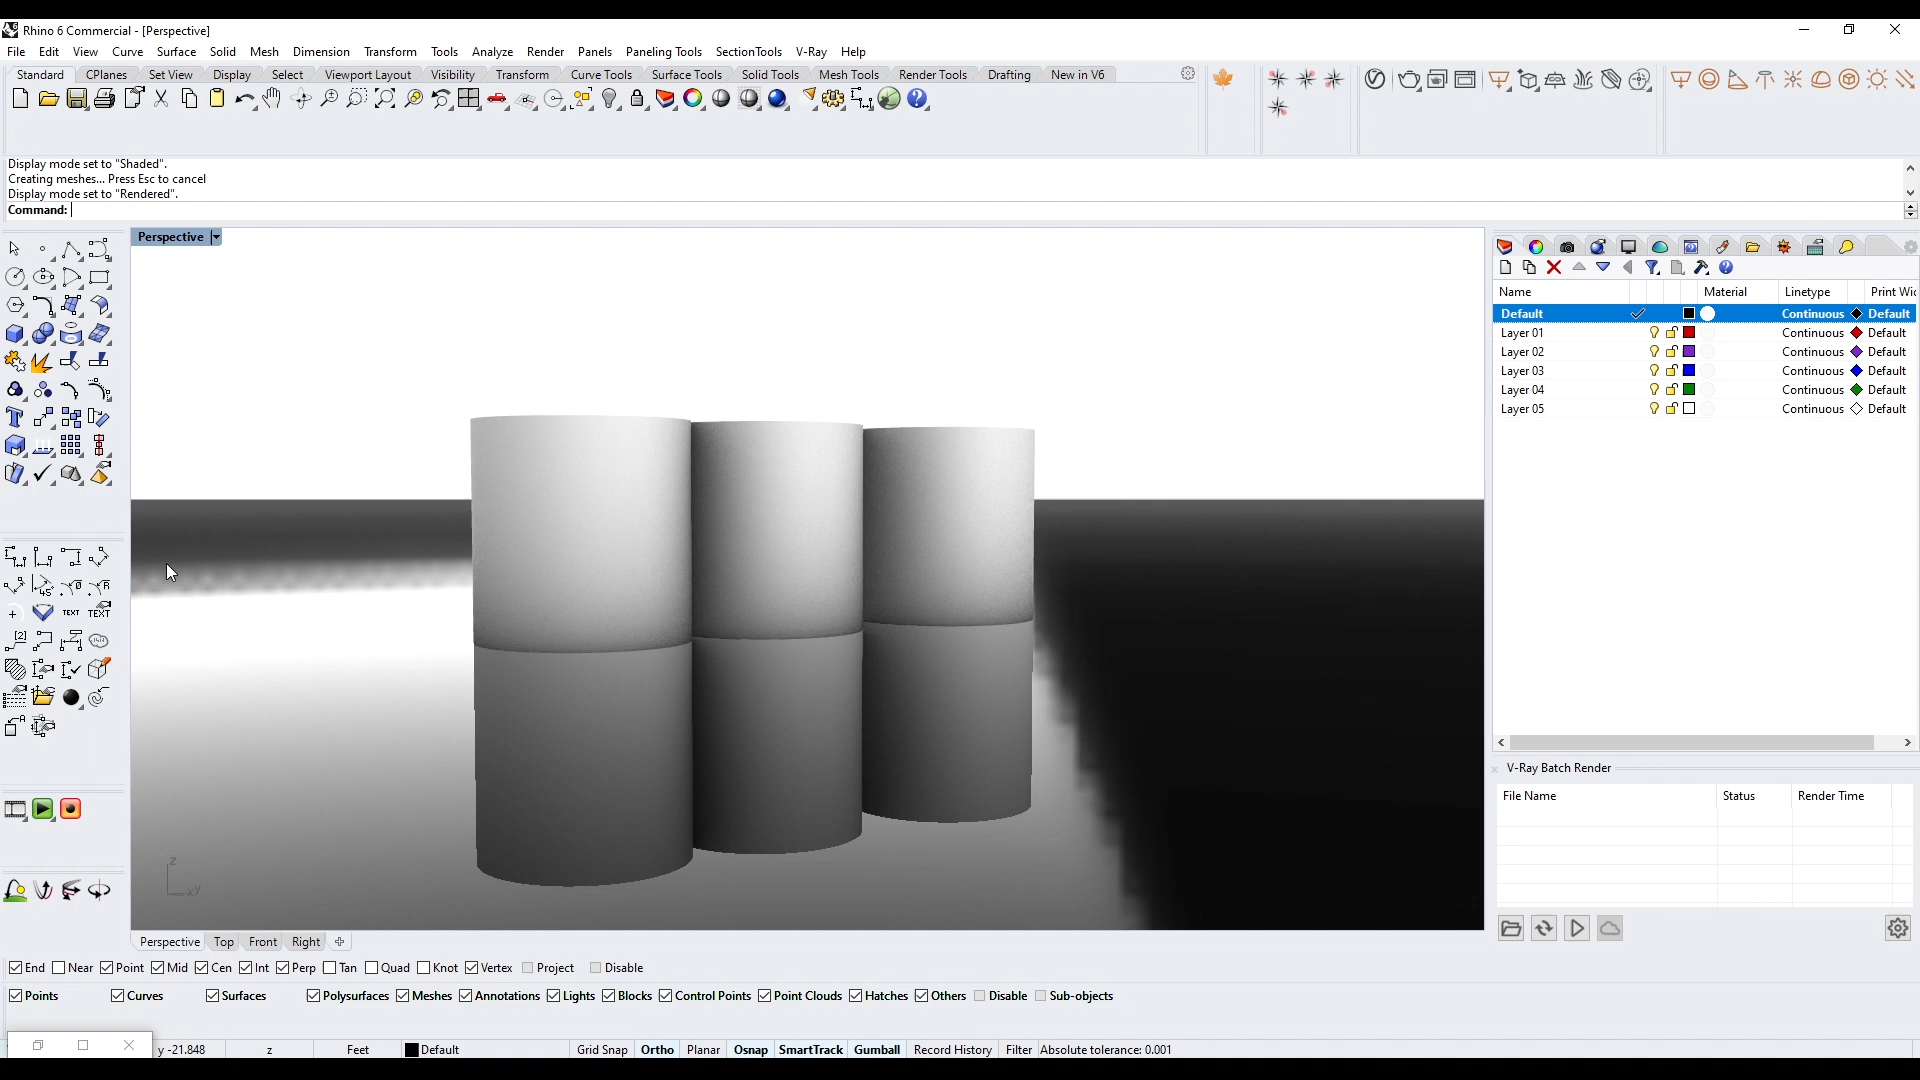 Rhino 6 Commercial - [Perspective]
File Edit View Curve Surface Solid Mesh Dimension Transform Tools Analyze Render Panels Paneling Tools SectionTools V-Ray Help
Standard CPlanes Set View Display Select Viewport Layout Visibility Transform Curve Tools Surface Tools Solid Tools Mesh Tools Render Tools Drafting New in V6
Display mode set to "Shaded".
Creating meshes... Press Esc to cancel
Display mode set to "Rendered".
Command:
Perspective
Name Material Linetype Print Wi
Default Continuous Default
Layer 01 Continuous Default
Layer 02 Continuous Default
Layer 03 Continuous Default
Layer 04 Continuous Default
Layer 05 Continuous Default
TEXT TEXT
V-Ray Batch Render
File Name Status Render Time
z
x y
Perspective Top Front Right
End Near Point Mid Cen Int Perp Tan Quad Knot Vertex Project Disable
Points Curves Surfaces Polysurfaces Meshes Annotations Lights Blocks Control Points Point Clouds Hatches Others Disable Sub-objects
y -21.848 z Feet Default Grid Snap Ortho Planar Osnap SmartTrack Gumball Record History Filter Absolute tolerance: 0.001